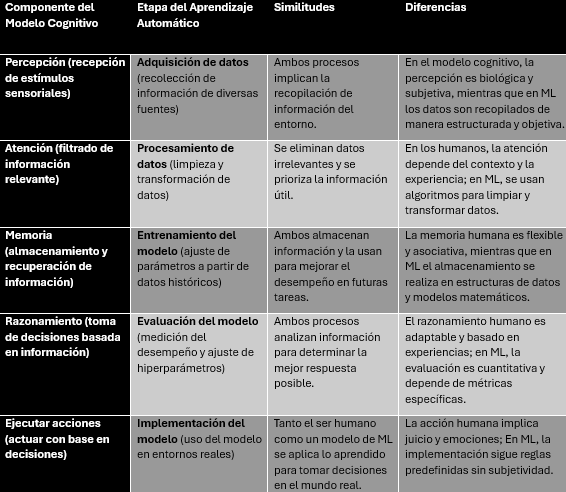 Componente del
Modelo Cognitivo
Etapa del Aprendizaje
Automático
Similitudes
Diferencias
Percepción (recepción
de estímulos
sensoriales)
Adquisición de datos
(recolección de
información de diversas
fuentes)
Ambos procesos
implican la
recopilación de
información del
entorno.
En el modelo cognitivo, la
percepción es biológica y
subjetiva, mientras que en ML
los datos son recopilados de
manera estructurada y objetiva.
Atención (filtrado de
información
relevante)
Procesamiento de
datos (limpieza y
transformación de
datos)
Se eliminan datos
irrelevantes y se
prioriza la información
útil.
En los humanos, la atención
depende del contexto y la
experiencia; en ML, se usan
algoritmos para limpiar y
transformar datos.
Memoria
(almacenamiento y
recuperación de
información)
Entrenamiento del
modelo (ajuste de
parámetros a partir de
datos históricos)
Ambos almacenan
información y la usan
para mejorar el
desempeño en futuras
tareas.
La memoria humana es flexible
y asociativa, mientras que en
ML el almacenamiento se
realiza en estructuras de datos
y modelos matemáticos.
Razonamiento (toma
de decisiones basada
en información)
Evaluación del modelo
(medición del
desempeño y ajuste de
hiperparámetros)
Ambos procesos
analizan información
para determinar la
mejor respuesta
posible.
El razonamiento humano es
adaptable y basado en
experiencias; en ML, la
evaluación es cuantitativa y
depende de métricas
específicas.
Ejecutar acciones
(actuar con base en
decisiones)
Implementación del
modelo (uso del modelo
en entornos reales)
Tanto el ser humano
como un modelo de ML
se aplica lo aprendido
para tomar decisiones
en el mundo real.
La acción humana implica
juicio y emociones; En ML, la
implementación sigue reglas
predefinidas sin subjetividad.